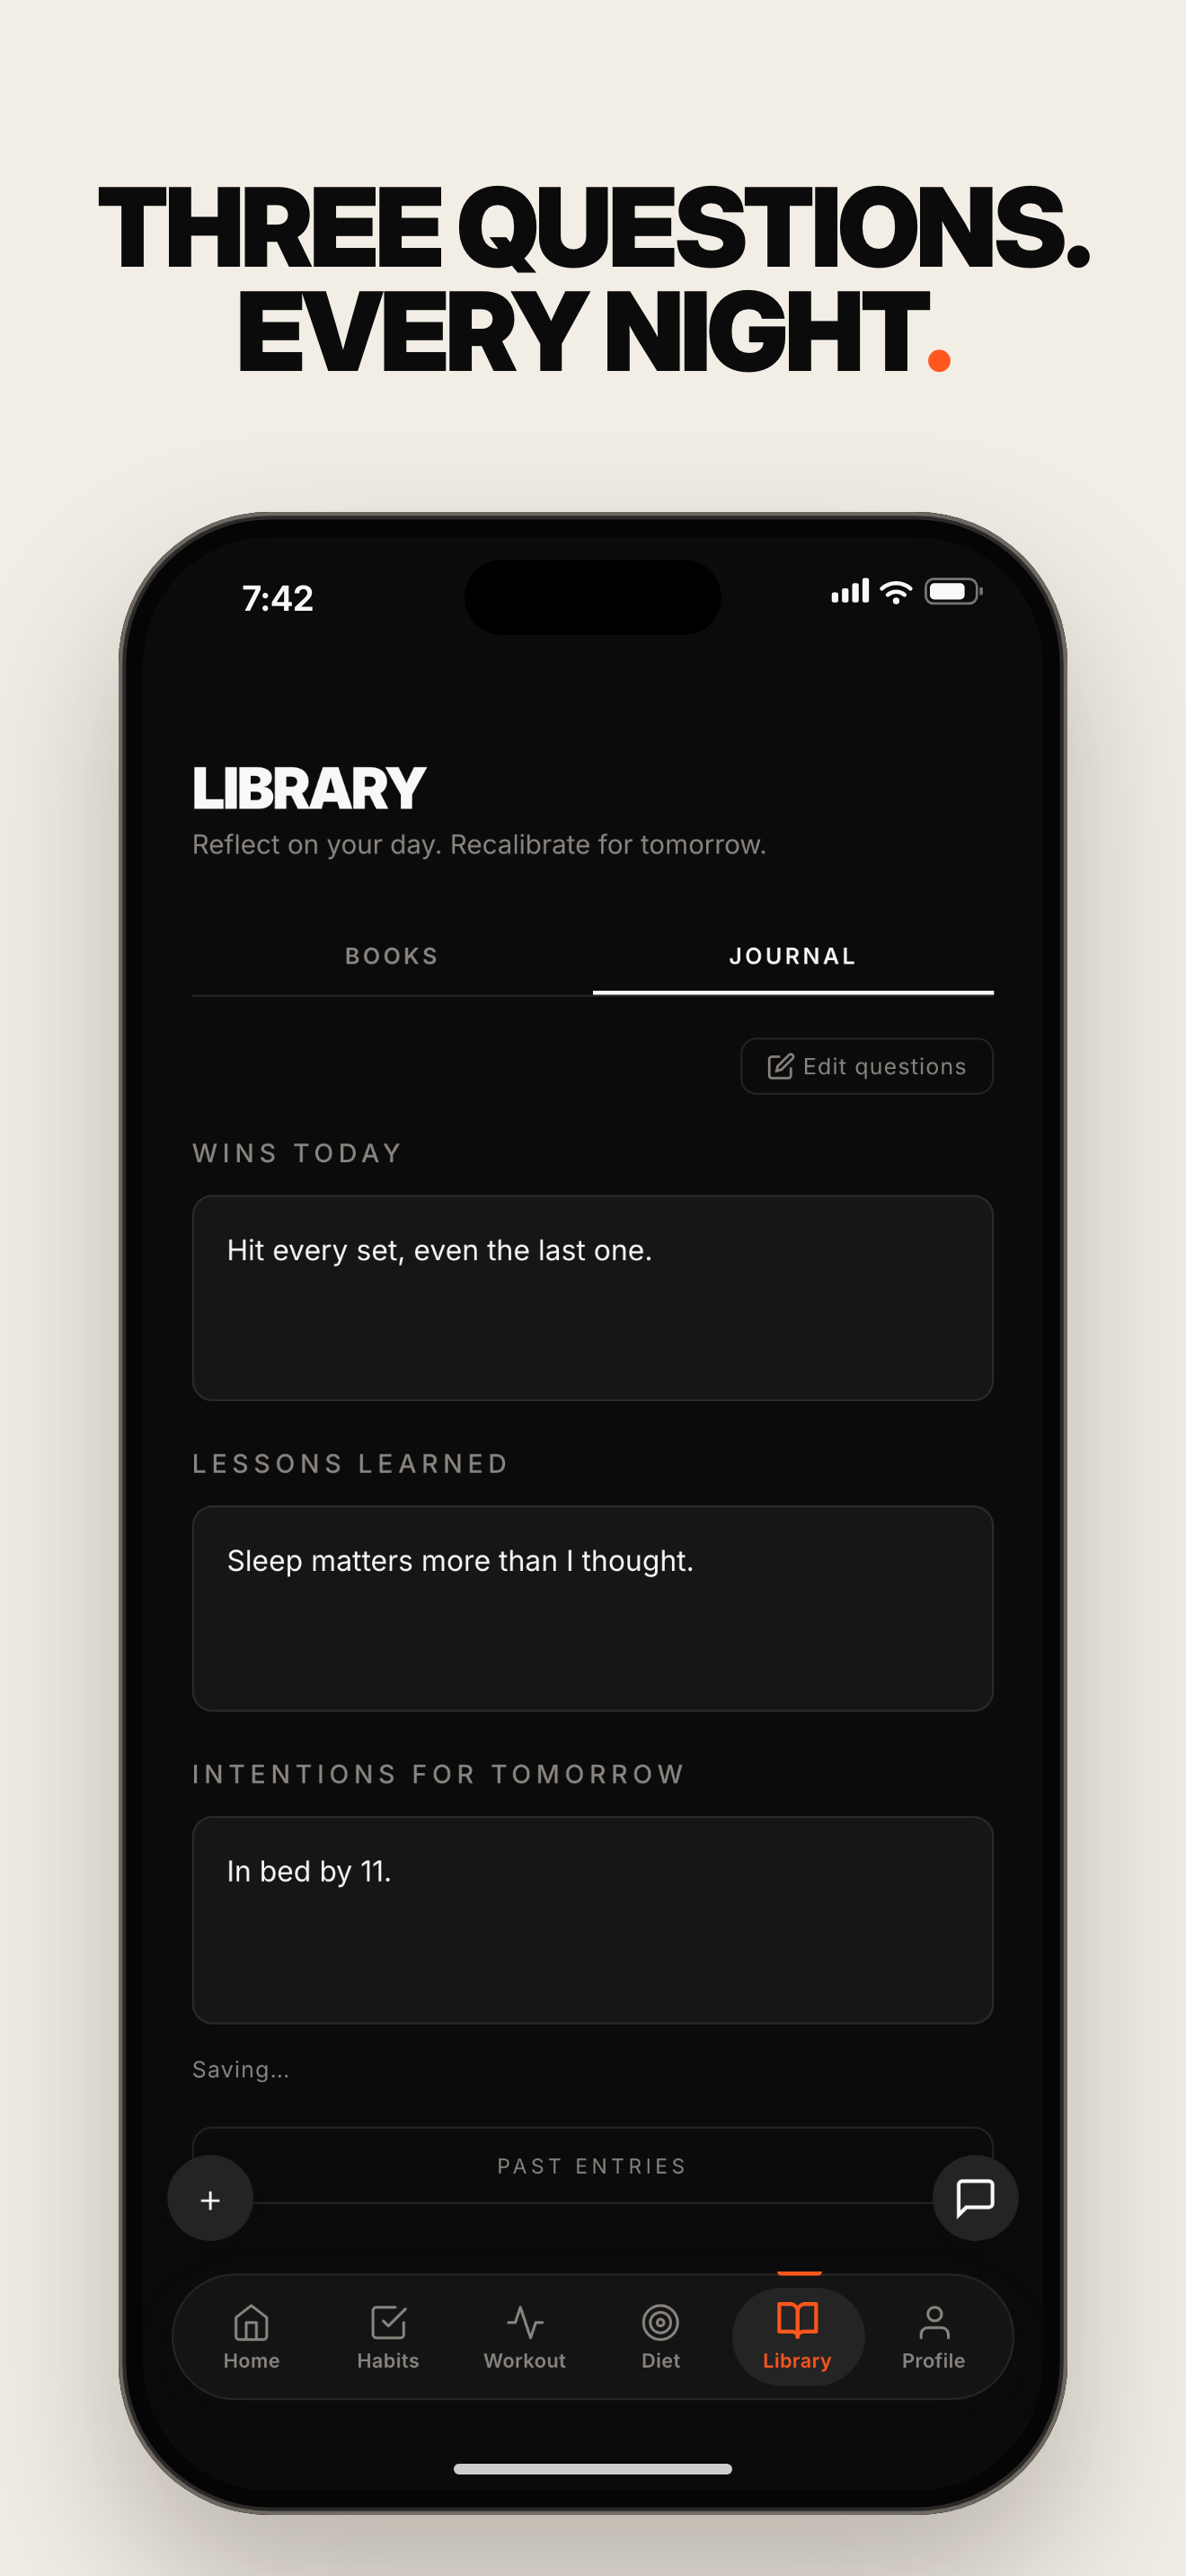 THREE QUESTIONS.
EVERY NIGHT.
7:42
LIBRARY
Reflect on your day. Recalibrate for tomorrow.
BOOKS
JOURNAL
Edit questions
WINS TODAY
Hit every set, even the last one.
LESSONS LEARNED
Sleep matters more than I thought.
INTENTIONS FOR TOMORROW
In bed by 11.
Saving...
PAST ENTRIES
+
Home
Habits
Workout
Diet
Library
Profile